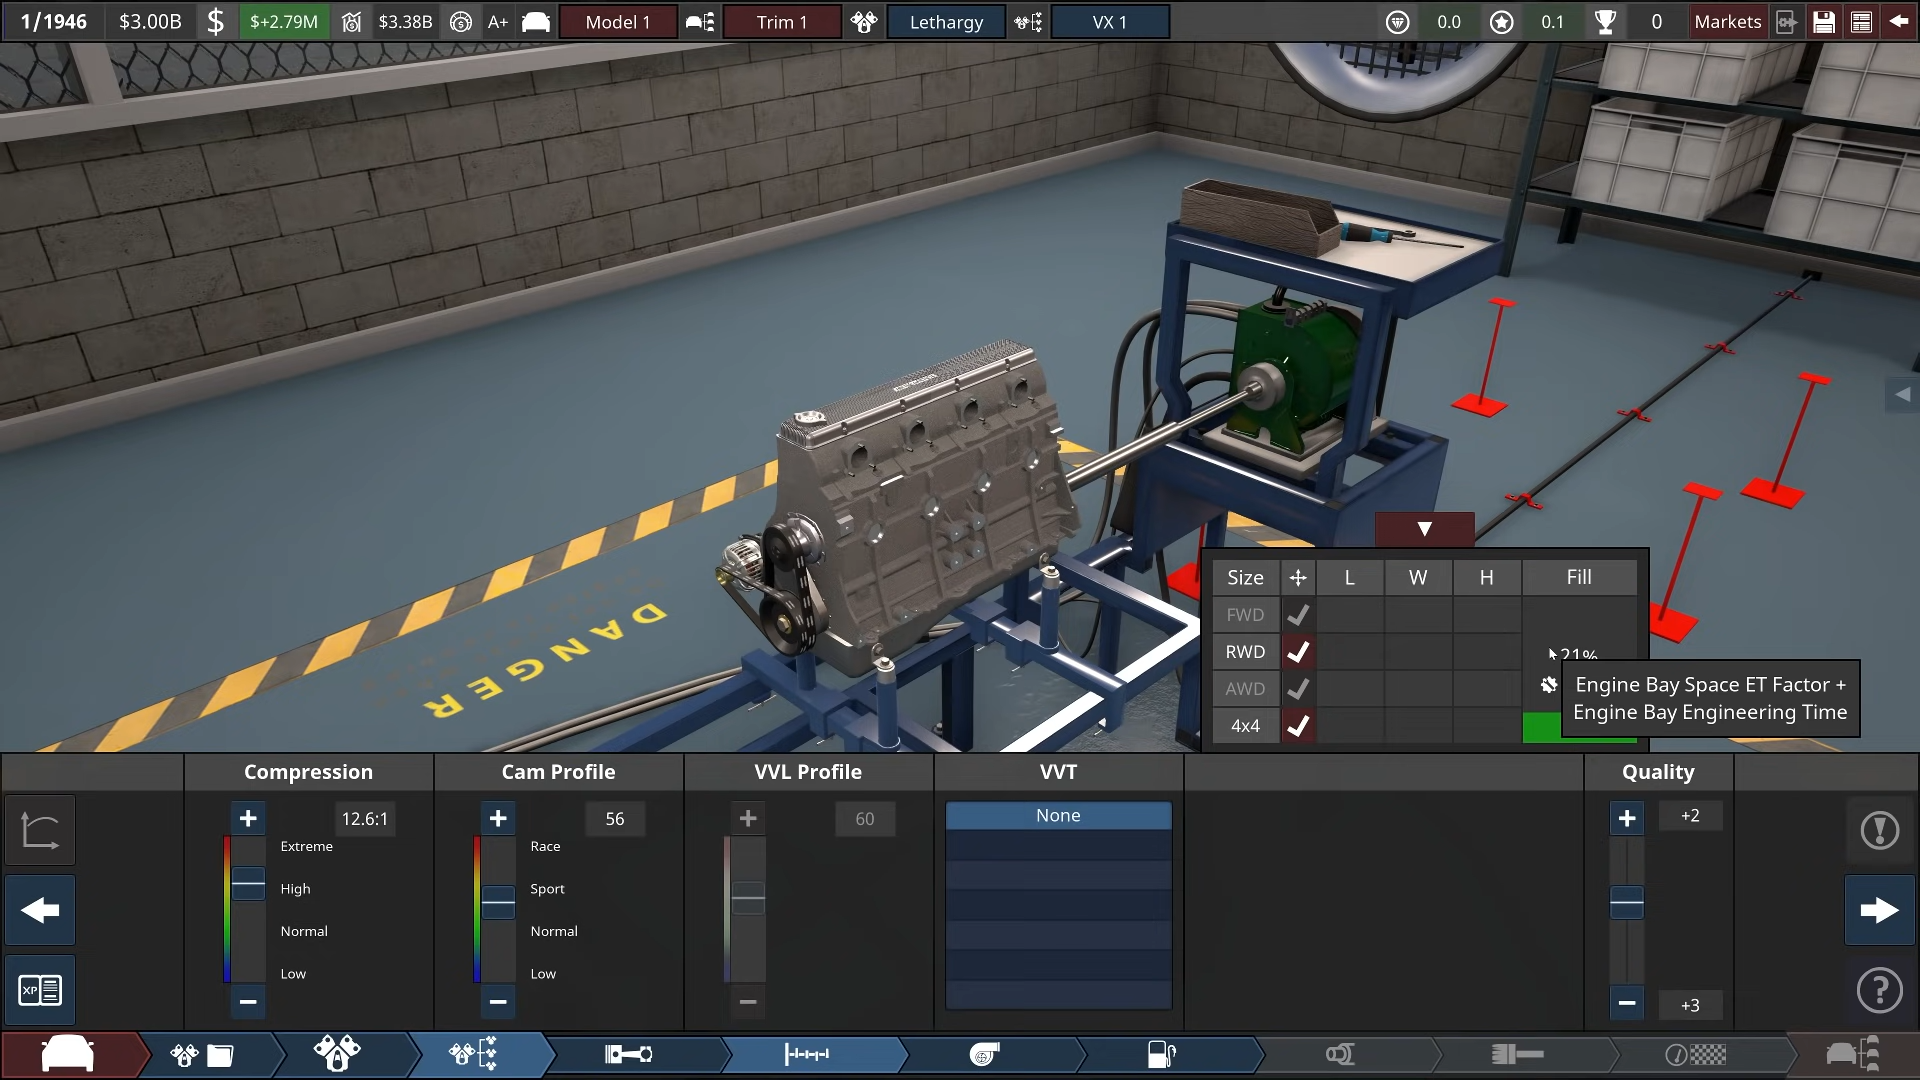 1/1946 $3.00B $+2.79M $3.38B A+ Model 1 Trim 1 Lethargy VX 1 0.0 0.1 0 Markets
DANGER
Size L W H Fill
FWD
RWD 21%
AWD
4x4
Engine Bay Space ET Factor +
Engine Bay Engineering Time
Compression
12.6:1
Extreme
High
Normal
Low
Cam Profile
56
Race
Sport
Normal
Low
VVL Profile
60
VVT
None
Quality
+2
+3
XP